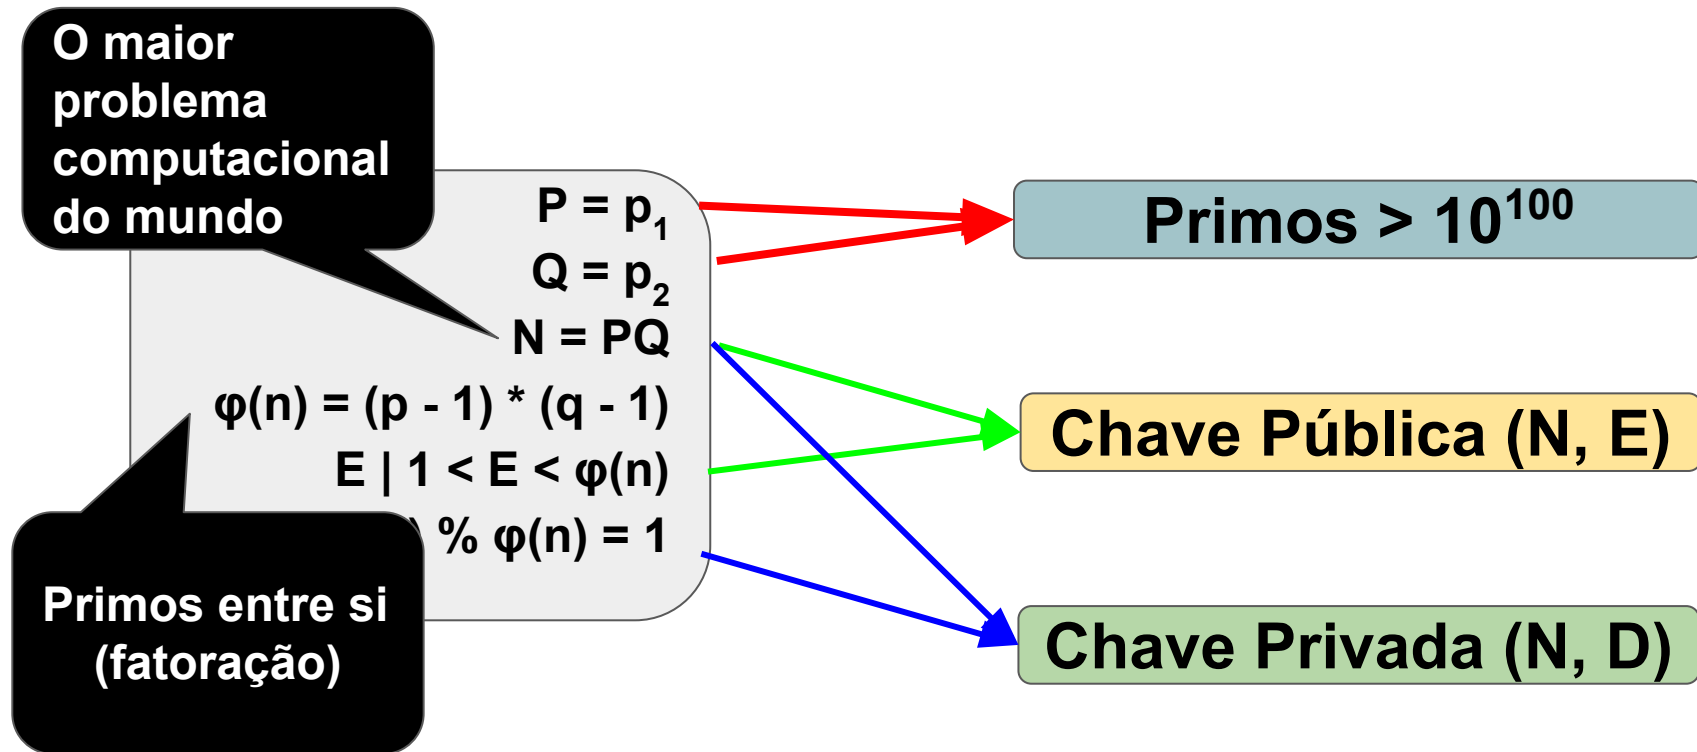 O maior
problema
computacional
do mundo
P = p₁
Q = p₂
N = PQ
φ(n) = (p - 1) * (q - 1)
E | 1 < E < φ(n)
) % φ(n) = 1
Primos entre si
(fatoração)
Primos > 10¹⁰⁰
Chave Pública (N, E)
Chave Privada (N, D)